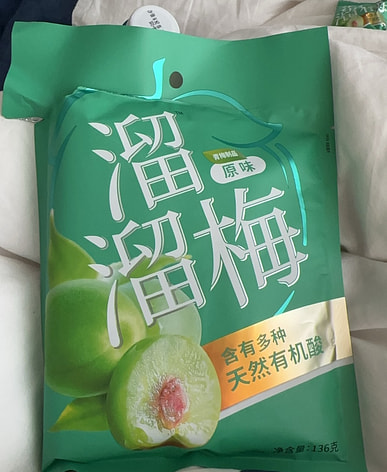 溜
溜梅
青梅制品
原味
含有多种
天然有机酸
净含量:136克